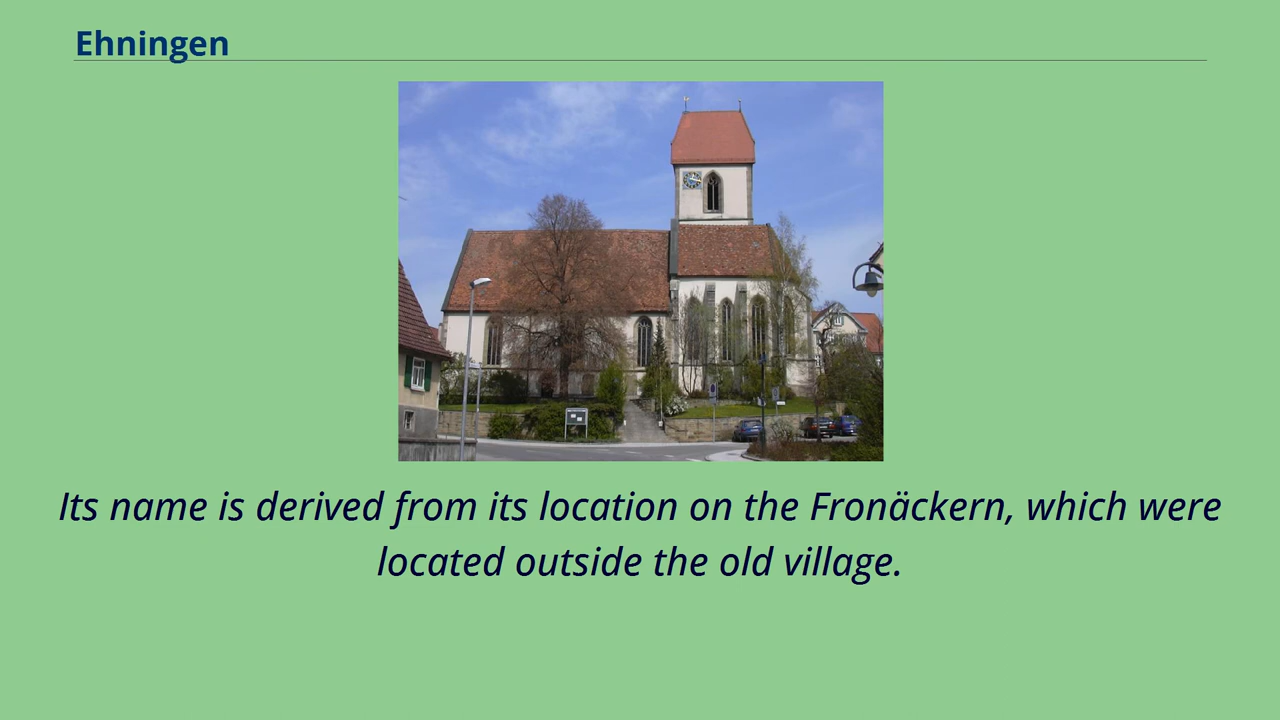 Ehningen
Its name is derived from its location on the Fronäckern, which were
located outside the old village.